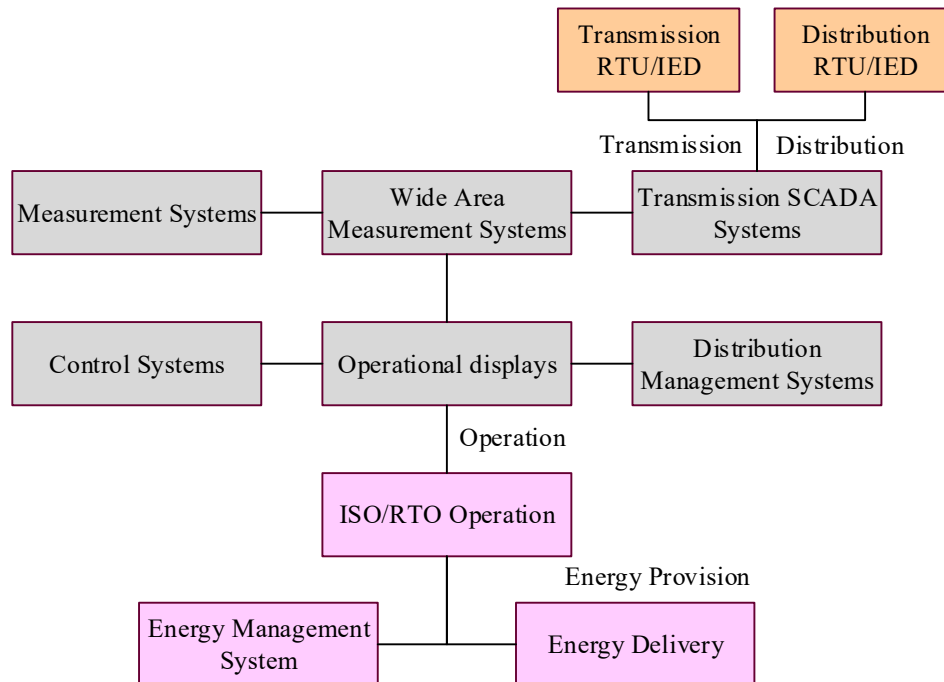 Transmission
RTU/IED
Distribution
RTU/IED
Transmission
Distribution
Measurement Systems
Wide Area
Measurement Systems
Transmission SCADA
Systems
Control Systems
Operational displays
Distribution
Management Systems
Operation
ISO/RTO Operation
Energy Provision
Energy Management
System
Energy Delivery